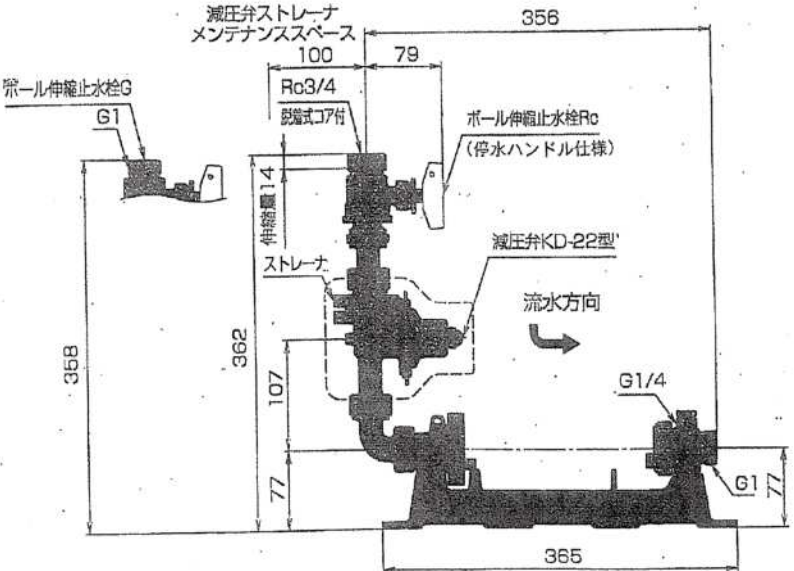 減圧弁ストレーナ
メンテナンススペース
356
100
79
ボール伸縮止水栓G
G1
Rc3/4
脱着式コア付
ボール伸縮止水栓Rc
(停水ハンドル仕様)
伸縮量14
ストレーナ
減圧弁KD-22型
流水方向
358
362
107
77
G1/4
G1
77
365